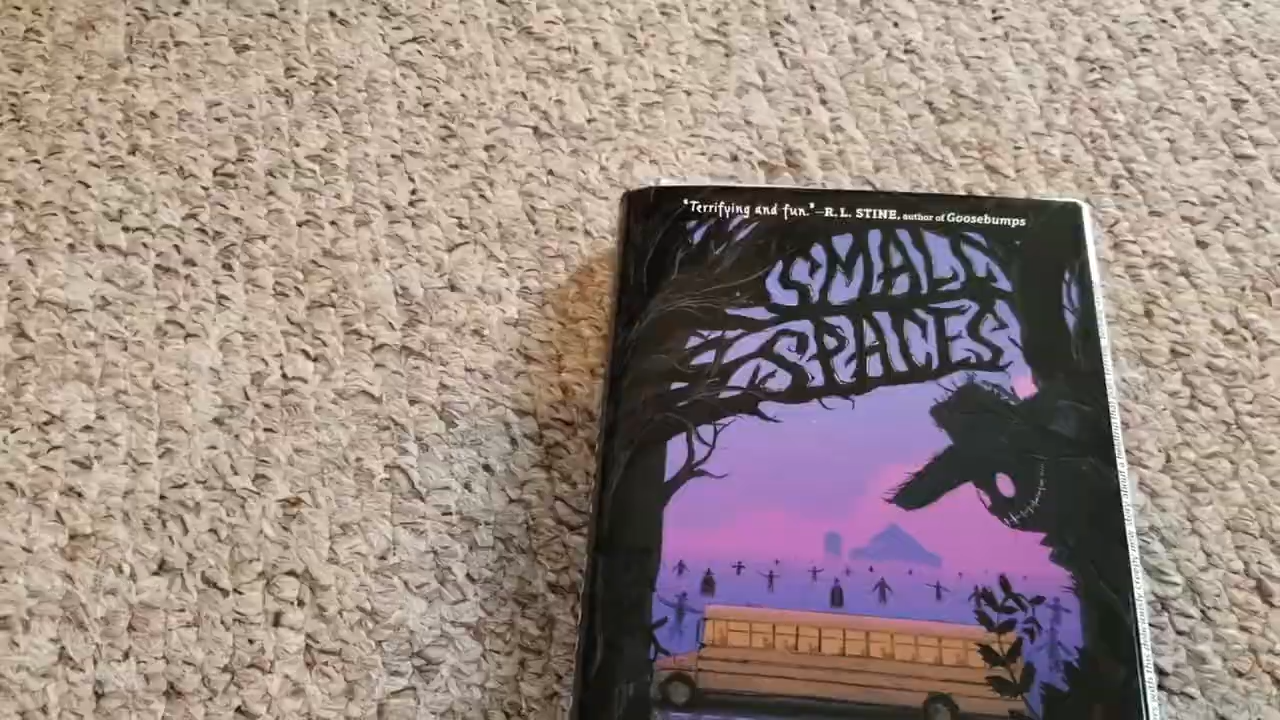 "Terrifying and fun."—R.L. STINE, author of Goosebumps
SMALL
SPACES